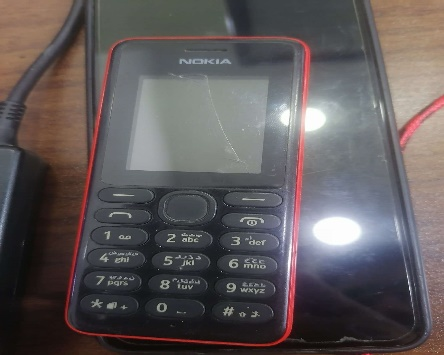 NOKIA
1
2 abc
3 def
4 ghi
5 jkl
6 mno
7 pqrs
8 tuv
9 wxyz
* +
0
#